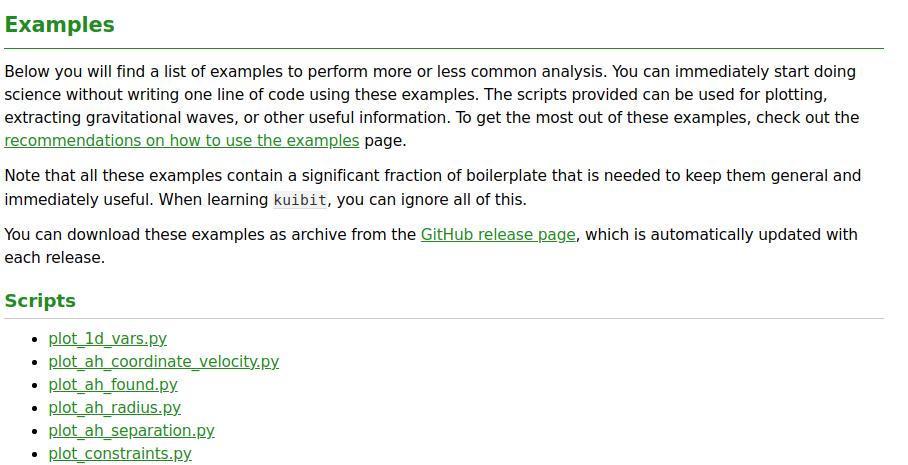 Examples
Below you will find a list of examples to perform more or less common analysis. You can immediately start doing
science without writing one line of code using these examples. The scripts provided can be used for plotting,
extracting gravitational waves, or other useful information. To get the most out of these examples, check out the
recommendations on how to use the examples page.
Note that all these examples contain a significant fraction of boilerplate that is needed to keep them general and
immediately useful. When learning kuibit, you can ignore all of this.
You can download these examples as archive from the GitHub release page, which is automatically updated with
each release.
Scripts
• plot_1d_vars.py
• plot_ah_coordinate_velocity.py
• plot_ah_found.py
• plot_ah_radius.py
• plot_ah_separation.py
• plot_constraints.py